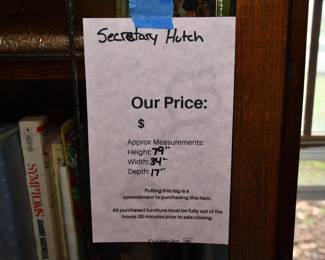 Secretary Hutch
Our Price:
$
Approx Measurements:
Height: 79"
Width: 34"
Depth: 17"
Pulling this tag is a
commitment to purchasing this item.
All purchased furniture must be fully out of the
house 30 minutes prior to sale closing.
SYMPTOMS